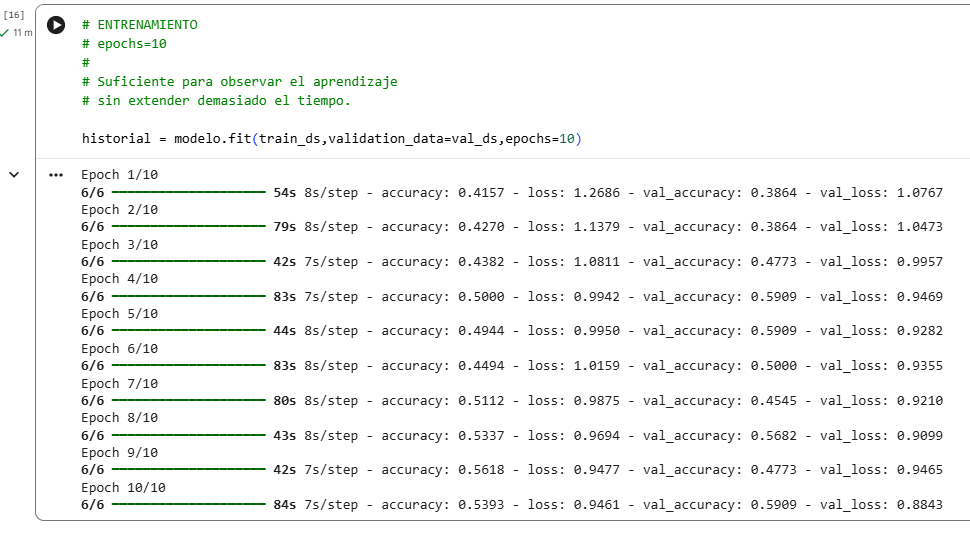 [16]
11 m
# ENTRENAMIENTO
# epochs=10
#
# Suficiente para observar el aprendizaje
# sin extender demasiado el tiempo.
historial = modelo.fit(train_ds,validation_data=val_ds,epochs=10)
Epoch 1/10
6/6 54s 8s/step - accuracy: 0.4157 - loss: 1.2686 - val_accuracy: 0.3864 - val_loss: 1.0767
Epoch 2/10
6/6 79s 8s/step - accuracy: 0.4270 - loss: 1.1379 - val_accuracy: 0.3864 - val_loss: 1.0473
Epoch 3/10
6/6 42s 7s/step - accuracy: 0.4382 - loss: 1.0811 - val_accuracy: 0.4773 - val_loss: 0.9957
Epoch 4/10
6/6 83s 7s/step - accuracy: 0.5000 - loss: 0.9942 - val_accuracy: 0.5909 - val_loss: 0.9469
Epoch 5/10
6/6 44s 8s/step - accuracy: 0.4944 - loss: 0.9950 - val_accuracy: 0.5909 - val_loss: 0.9282
Epoch 6/10
6/6 83s 8s/step - accuracy: 0.4494 - loss: 1.0159 - val_accuracy: 0.5000 - val_loss: 0.9355
Epoch 7/10
6/6 80s 8s/step - accuracy: 0.5112 - loss: 0.9875 - val_accuracy: 0.4545 - val_loss: 0.9210
Epoch 8/10
6/6 43s 8s/step - accuracy: 0.5337 - loss: 0.9694 - val_accuracy: 0.5682 - val_loss: 0.9099
Epoch 9/10
6/6 42s 7s/step - accuracy: 0.5618 - loss: 0.9477 - val_accuracy: 0.4773 - val_loss: 0.9465
Epoch 10/10
6/6 84s 7s/step - accuracy: 0.5393 - loss: 0.9461 - val_accuracy: 0.5909 - val_loss: 0.8843